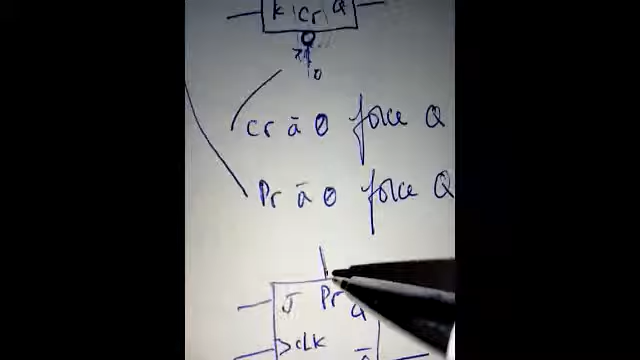 K Cr Q
0
Cr à 0 force Q
Pr à 0 force Q
J Pr Q
>CLK
Q̄